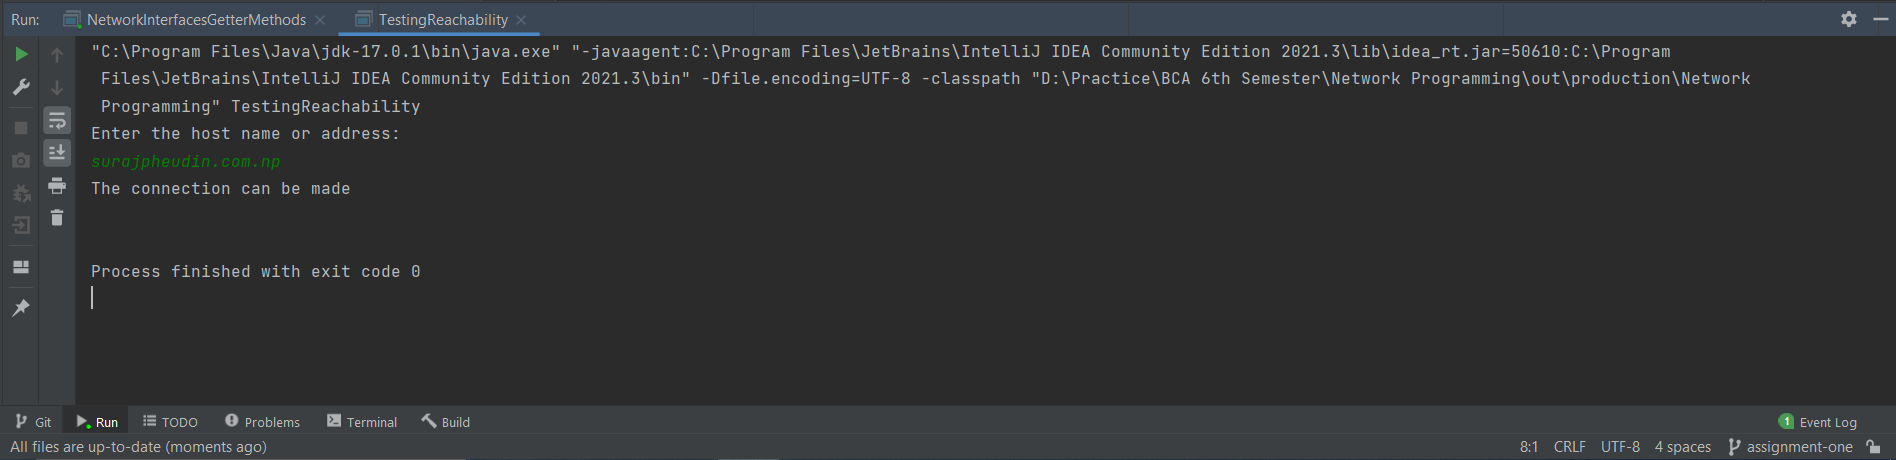 Run: NetworkInterfacesGetterMethods TestingReachability
"C:\Program Files\Java\jdk-17.0.1\bin\java.exe" "-javaagent:C:\Program Files\JetBrains\IntelliJ IDEA Community Edition 2021.3\lib\idea_rt.jar=50610:C:\Program
Files\JetBrains\IntelliJ IDEA Community Edition 2021.3\bin" -Dfile.encoding=UTF-8 -classpath "D:\Practice\BCA 6th Semester\Network Programming\out\production\Network
Programming" TestingReachability
Enter the host name or address:
surajpheudin.com.np
The connection can be made
Process finished with exit code 0
Git Run TODO Problems Terminal Build 1 Event Log
All files are up-to-date (moments ago) 8:1 CRLF UTF-8 4 spaces assignment-one